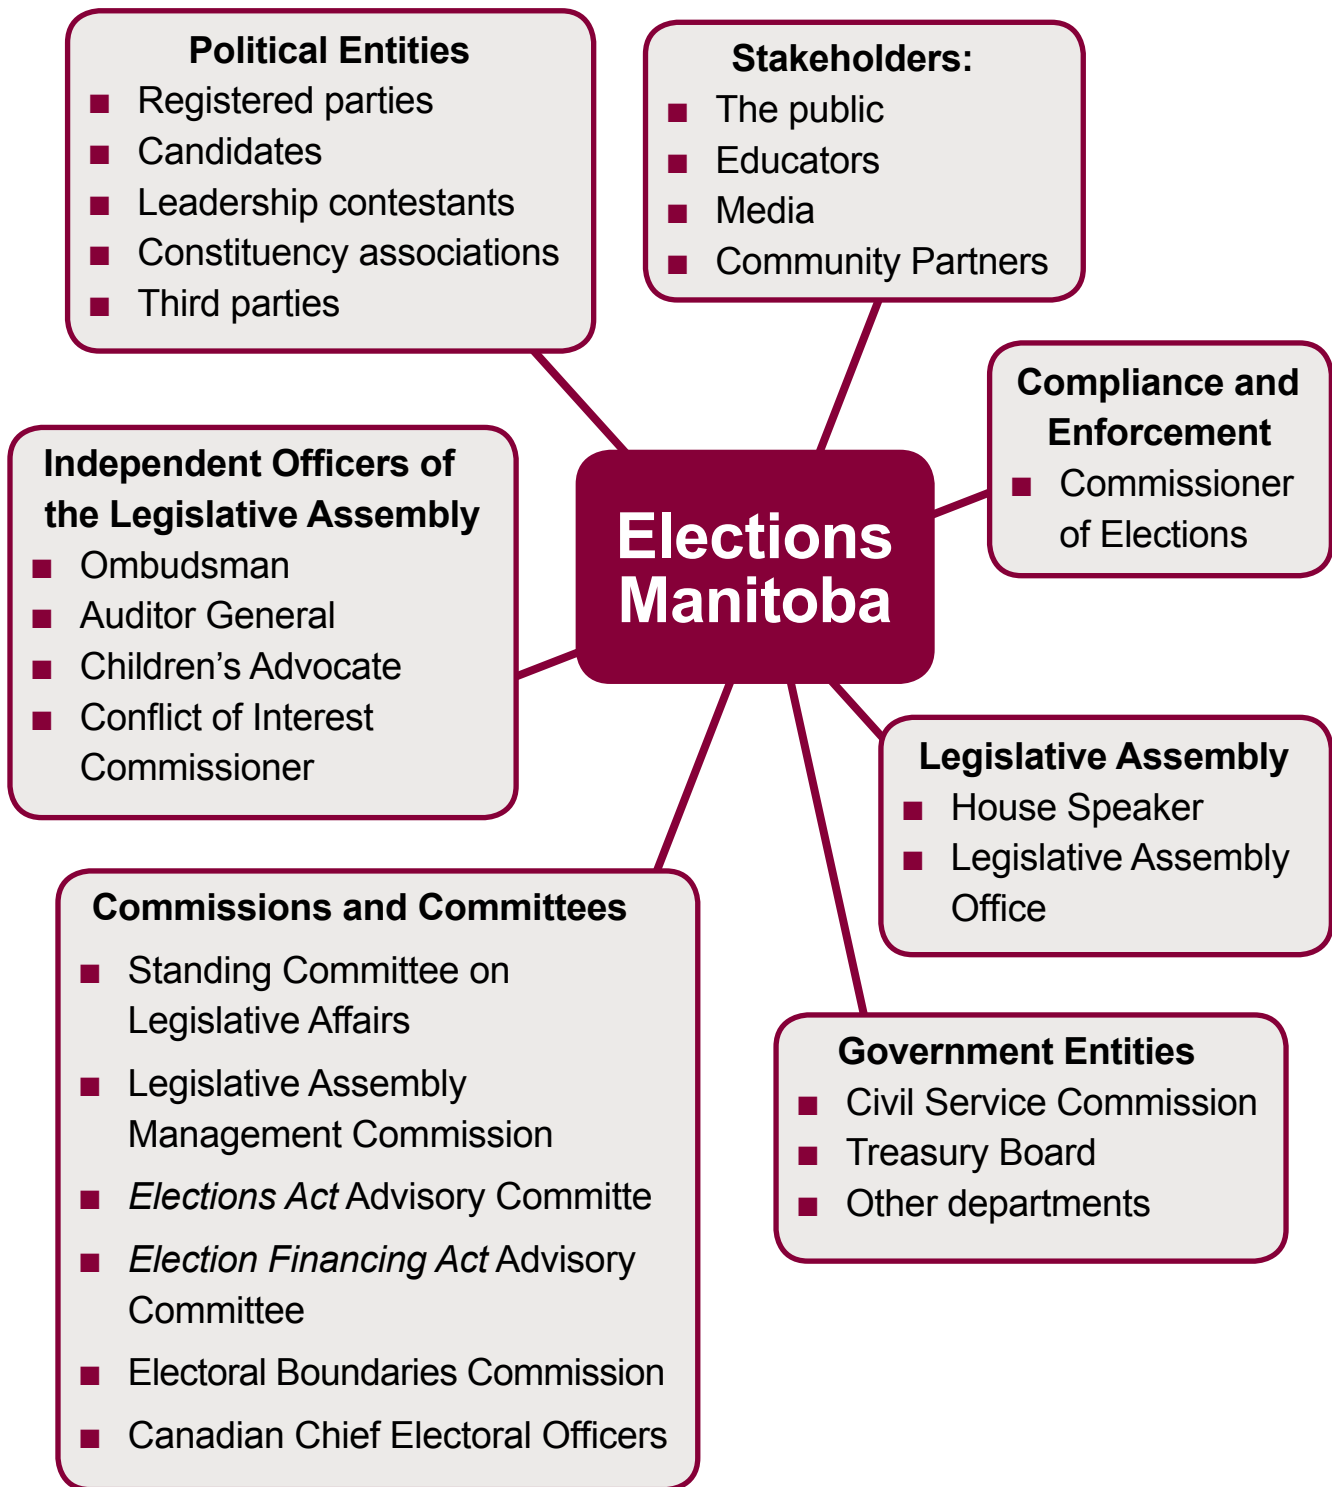 Political Entities
Registered parties
Candidates
Leadership contestants
Constituency associations
Third parties
Stakeholders:
The public
Educators
Media
Community Partners
Compliance and
Enforcement
Commissioner
of Elections
Independent Officers of
the Legislative Assembly
Ombudsman
Auditor General
Children’s Advocate
Conflict of Interest
Commissioner
Elections
Manitoba
Legislative Assembly
House Speaker
Legislative Assembly
Office
Commissions and Committees
Standing Committee on
Legislative Affairs
Legislative Assembly
Management Commission
Elections Act Advisory Committe
Election Financing Act Advisory
Committee
Electoral Boundaries Commission
Canadian Chief Electoral Officers
Government Entities
Civil Service Commission
Treasury Board
Other departments